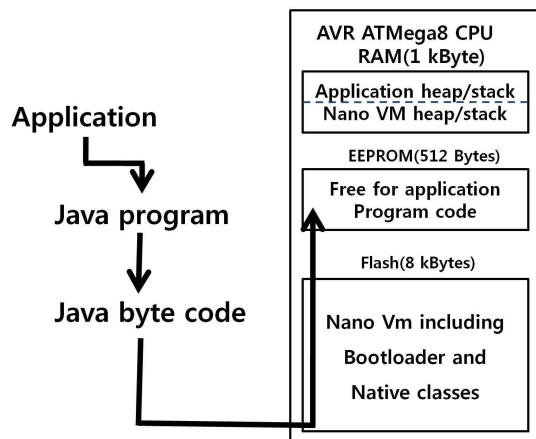 Application
Java program
Java byte code
AVR ATMega8 CPU
RAM(1 kByte)
Application heap/stack
Nano VM heap/stack
EEPROM(512 Bytes)
Free for application
Program code
Flash(8 kBytes)
Nano Vm including
Bootloader and
Native classes